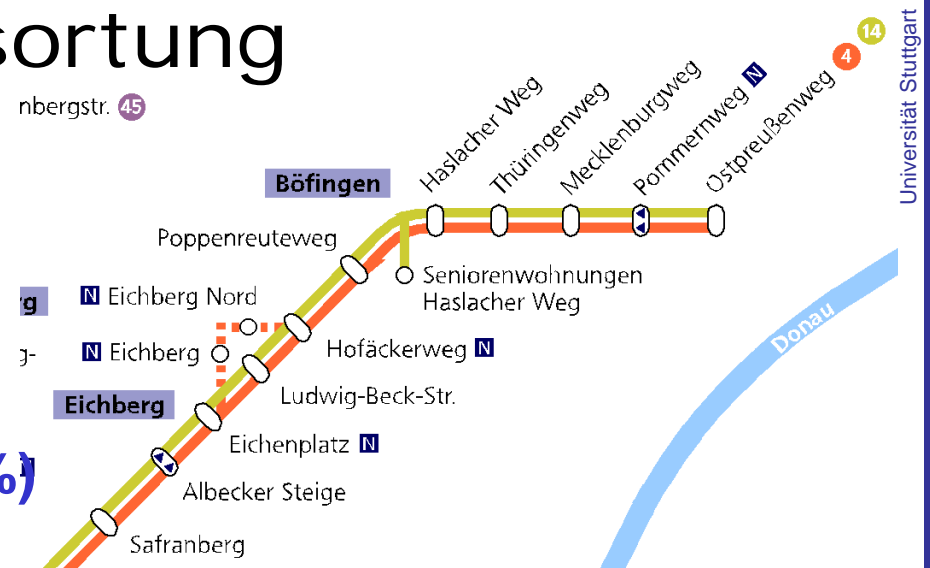 sortung
14
4
nbergstr. 45
Universität Stuttgart
Haslacher Weg
Thüringenweg
Mecklenburgweg
Pommernweg N
Ostpreußenweg
Böfingen
Poppenreuteweg
Seniorenwohnungen
Haslacher Weg
rg
N Eichberg Nord
Donau
g-
N Eichberg
Hofäckerweg N
Ludwig-Beck-Str.
Eichberg
Eichenplatz N
%)
Albecker Steige
Safranberg